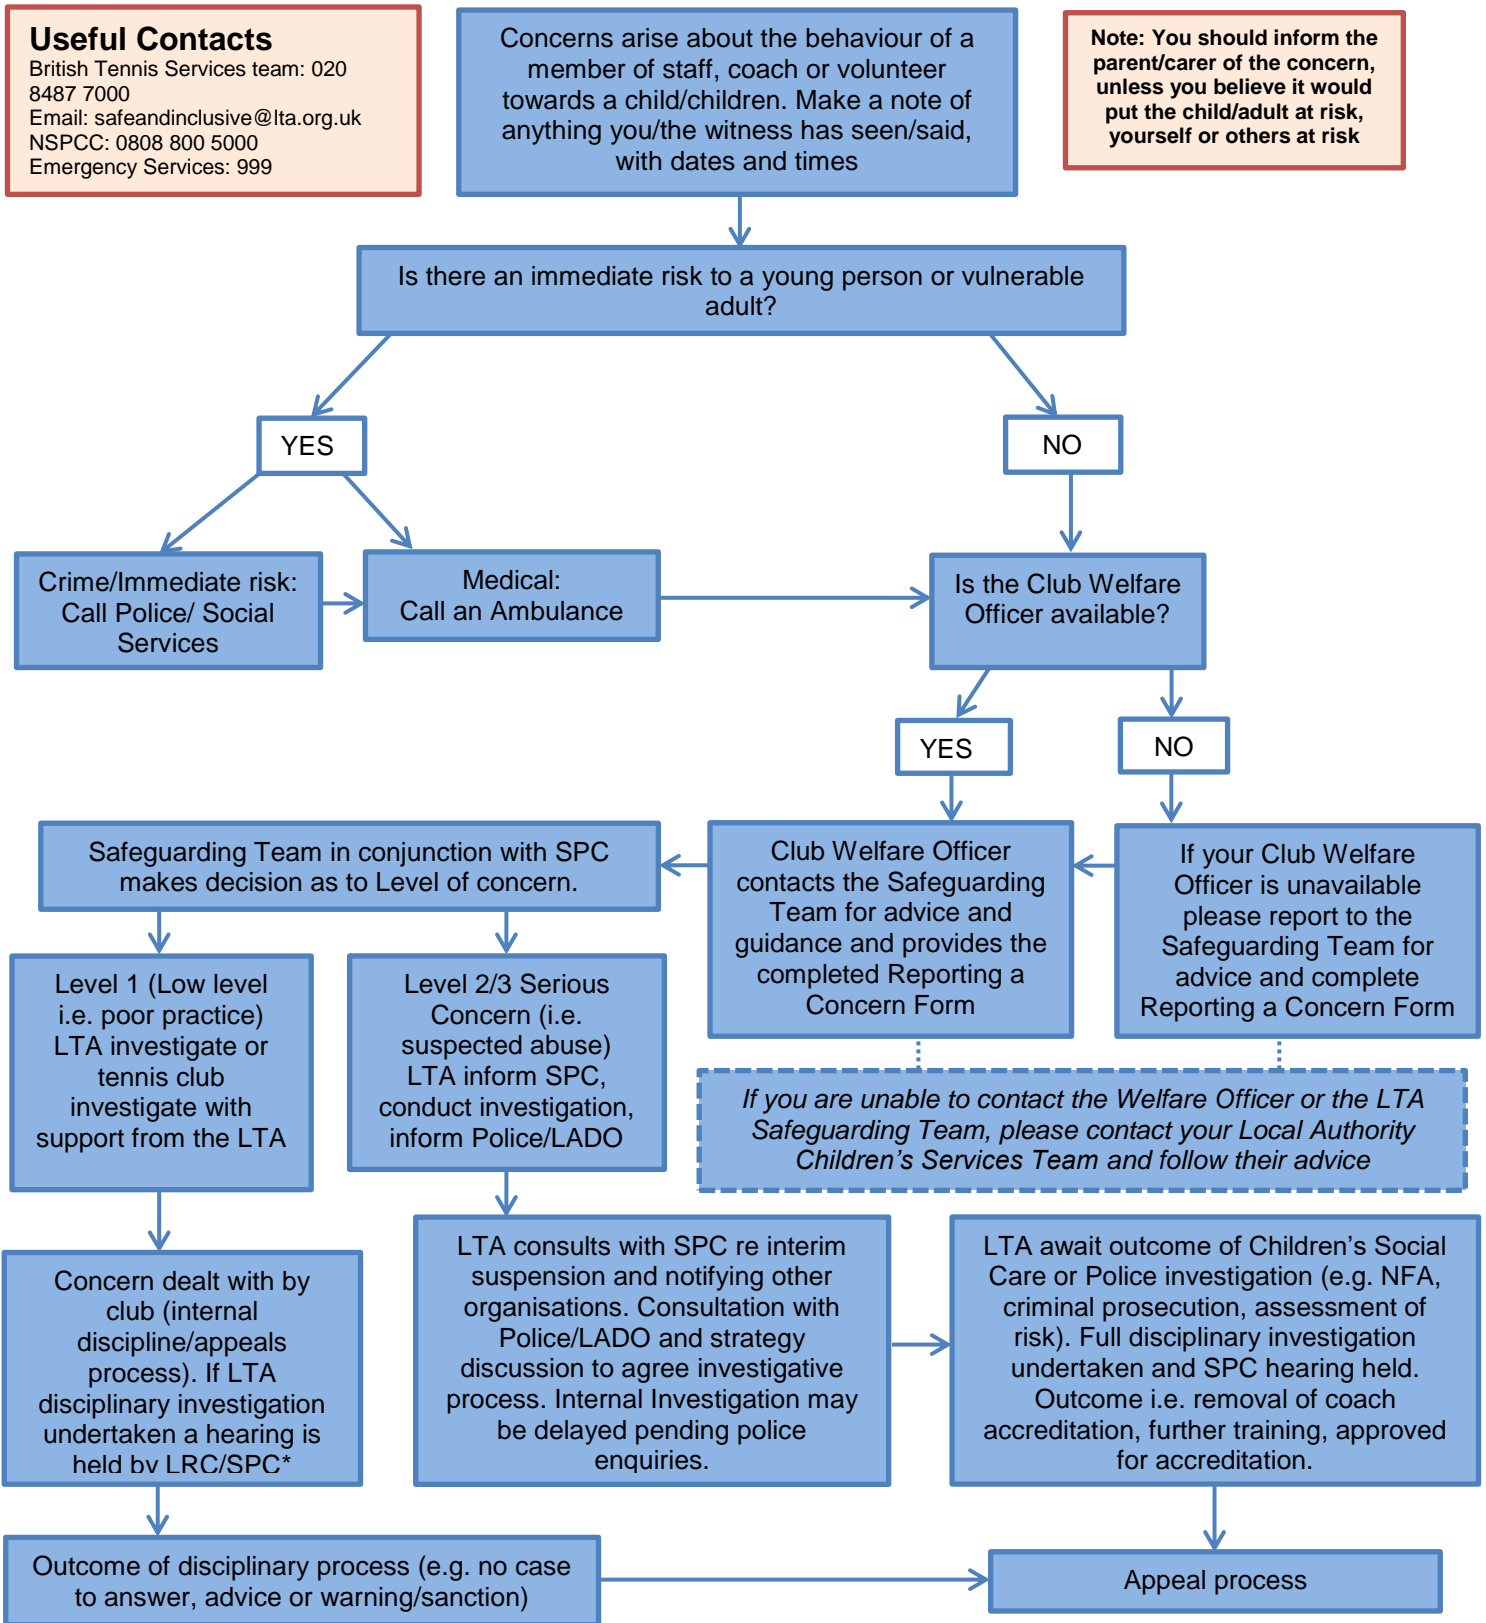 Useful Contacts
British Tennis Services team: 020
8487 7000
Email: safeandinclusive@lta.org.uk
NSPCC: 0808 800 5000
Emergency Services: 999
Concerns arise about the behaviour of a
member of staff, coach or volunteer
towards a child/children. Make a note of
anything you/the witness has seen/said,
with dates and times
Note: You should inform the
parent/carer of the concern,
unless you believe it would
put the child/adult at risk,
yourself or others at risk
Is there an immediate risk to a young person or vulnerable
adult?
YES
NO
Crime/Immediate risk:
Call Police/ Social
Services
Medical:
Call an Ambulance
Is the Club Welfare
Officer available?
YES
NO
Safeguarding Team in conjunction with SPC
makes decision as to Level of concern.
Club Welfare Officer
contacts the Safeguarding
Team for advice and
guidance and provides the
completed Reporting a
Concern Form
If your Club Welfare
Officer is unavailable
please report to the
Safeguarding Team for
advice and complete
Reporting a Concern Form
Level 1 (Low level
i.e. poor practice)
LTA investigate or
tennis club
investigate with
support from the LTA
Level 2/3 Serious
Concern (i.e.
suspected abuse)
LTA inform SPC,
conduct investigation,
inform Police/LADO
If you are unable to contact the Welfare Officer or the LTA
Safeguarding Team, please contact your Local Authority
Children's Services Team and follow their advice
Concern dealt with by
club (internal
discipline/appeals
process). If LTA
disciplinary investigation
undertaken a hearing is
held by LRC/SPC*
LTA consults with SPC re interim
suspension and notifying other
organisations. Consultation with
Police/LADO and strategy
discussion to agree investigative
process. Internal Investigation may
be delayed pending police
enquiries.
LTA await outcome of Children's Social
Care or Police investigation (e.g. NFA,
criminal prosecution, assessment of
risk). Full disciplinary investigation
undertaken and SPC hearing held.
Outcome i.e. removal of coach
accreditation, further training, approved
for accreditation.
Outcome of disciplinary process (e.g. no case
to answer, advice or warning/sanction)
Appeal process